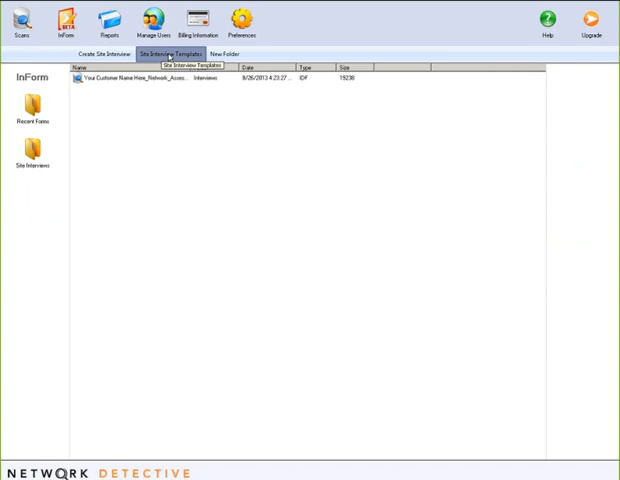 Scans
InForm
BETA
Reports
Manage Users
Billing Information
Preferences
Help
Upgrade
Create Site Interview
Site Interview Templates
New Folder
Site Interview Templates
InForm
Recent Forms
Site Interviews
Name Date Type Size
Your Customer Name Here_Network_Asses... Interviews 8/26/2013 4:23:27 ... IDF 19238
NETWORK DETECTIVE